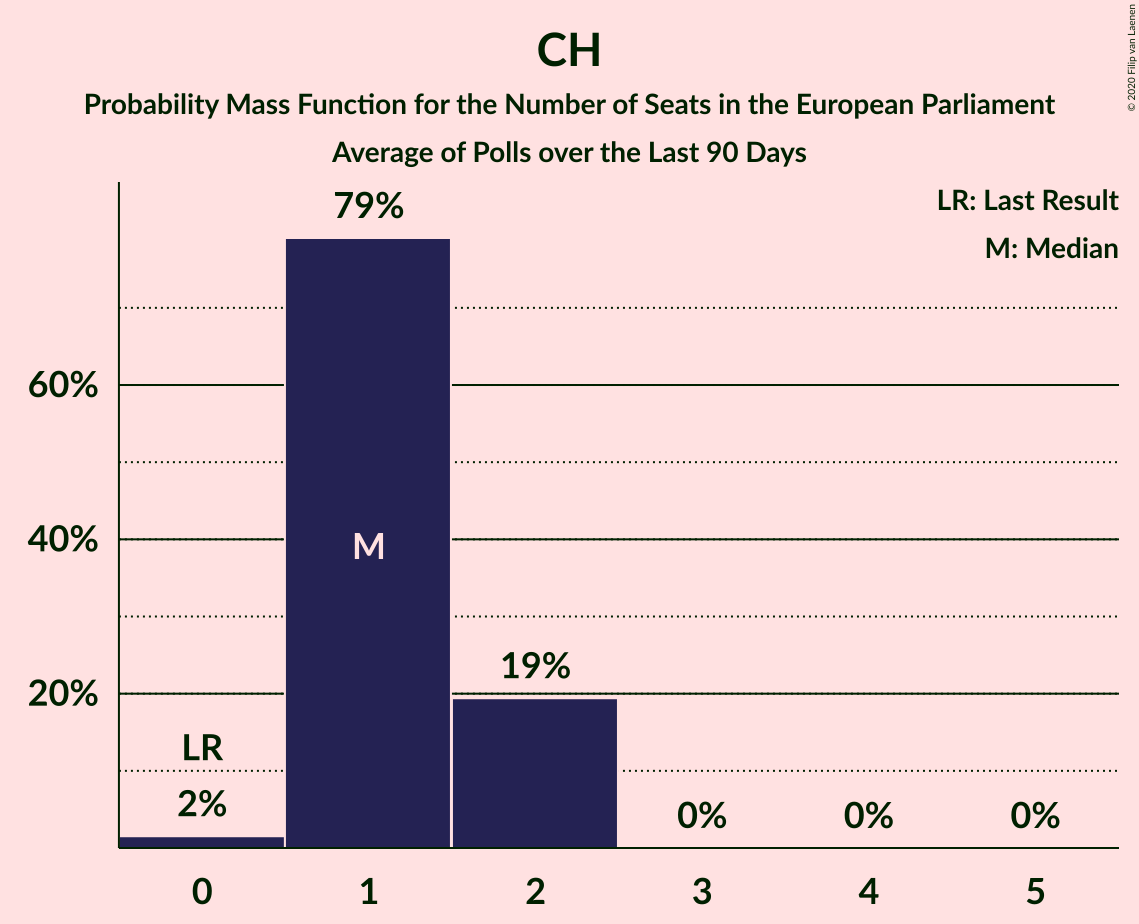 CH
Probability Mass Function for the Number of Seats in the European Parliament
Average of Polls over the Last 90 Days
© 2020 Filip van Laenen
LR: Last Result
M: Median
79%
60%
40%
M
19%
20%
LR
2%
0%
0%
0%
0
1
2
3
4
5